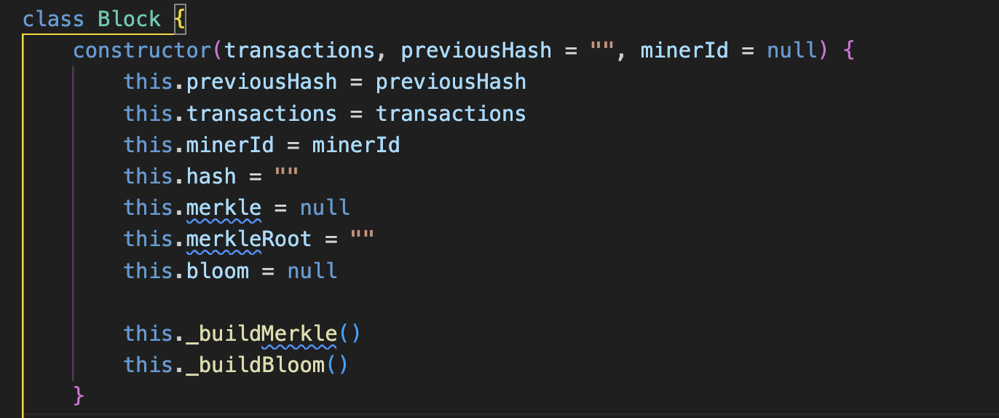 class Block {
constructor(transactions, previousHash = "", minerId = null) {
this.previousHash = previousHash
this.transactions = transactions
this.minerId = minerId
this.hash = ""
this.merkle = null
this.merkleRoot = ""
this.bloom = null
this._buildMerkle()
this._buildBloom()
}